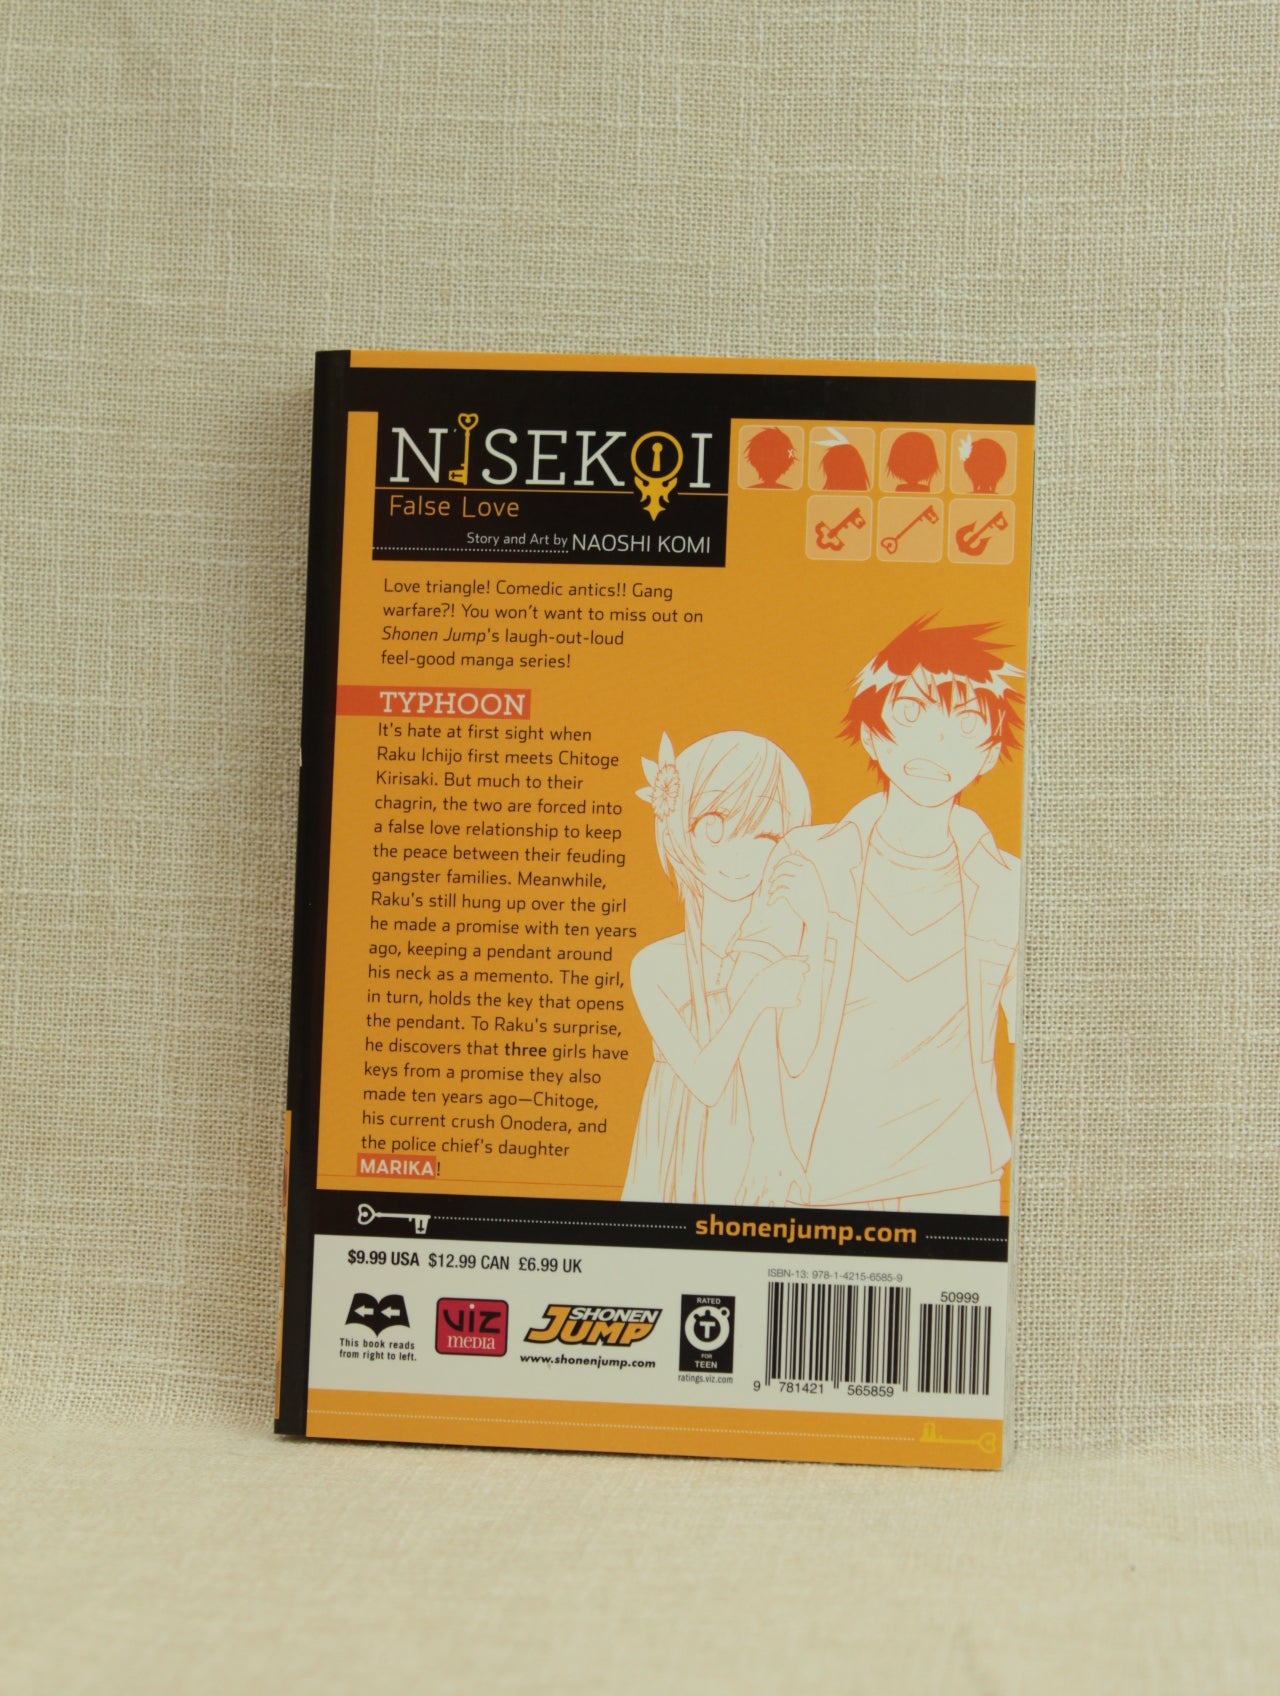 NISEKOI
False Love
Story and Art by NAOSHI KOMI
Love triangle! Comedic antics!! Gang
warfare?! You won't want to miss out on
Shonen Jump's laugh-out-loud
feel-good manga series!
TYPHOON
It's hate at first sight when
Raku Ichijo first meets Chitoge
Kirisaki. But much to their
chagrin, the two are forced into
a false love relationship to keep
the peace between their feuding
gangster families. Meanwhile,
Raku's still hung up over the girl
he made a promise with ten years
ago, keeping a pendant around
his neck as a memento. The girl,
in turn, holds the key that opens
the pendant. To Raku's surprise,
he discovers that three girls have
keys from a promise they also
made ten years ago—Chitoge,
his current crush Onodera, and
the police chief's daughter
MARIKA!
shonenjump.com
$9.99 USA $12.99 CAN £6.99 UK
This book reads
from right to left.
VIZ
MEDIA
SHONEN
JUMP
www.shonenjump.com
RATED
T
FOR
TEEN
ratings.viz.com
ISBN-13: 978-1-4215-6585-9
50999
9 781421 565859